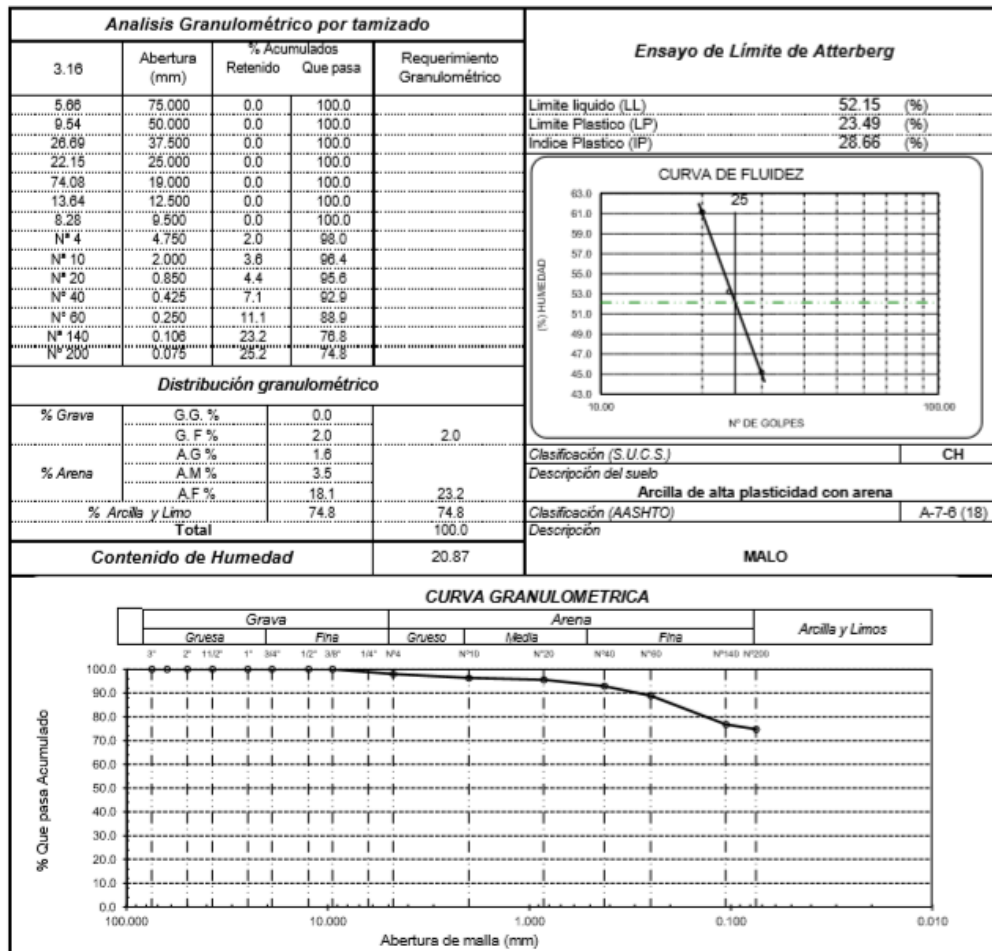 Analisis Granulométrico por tamizado
3.16 Abertura (mm) % Acumulados Retenido Que pasa Requerimiento Granulométrico
5.66 75.000 0.0 100.0
9.54 50.000 0.0 100.0
26.69 37.500 0.0 100.0
22.15 25.000 0.0 100.0
74.08 19.000 0.0 100.0
13.64 12.500 0.0 100.0
8.28 9.500 0.0 100.0
Nº 4 4.750 2.0 98.0
Nº 10 2.000 3.6 96.4
Nº 20 0.850 4.4 95.6
Nº 40 0.425 7.1 92.9
Nº 60 0.250 11.1 88.9
Nº 140 0.106 23.2 76.8
Nº 200 0.075 25.2 74.8
Distribución granulométrico
% Grava G.G. % 0.0
G. F % 2.0 2.0
A.G % 1.6
% Arena A.M % 3.5
A.F % 18.1 23.2
% Arcilla y Limo 74.8 74.8
Total 100.0
Contenido de Humedad 20.87
Ensayo de Límite de Atterberg
Limite liquido (LL) 52.15 (%)
Limite Plastico (LP) 23.49 (%)
Indice Plastico (IP) 28.66 (%)
CURVA DE FLUIDEZ
25
63.0
61.0
59.0
57.0
55.0
53.0
51.0
49.0
47.0
45.0
43.0
(%) HUMEDAD
10.00 100.00
Nº DE GOLPES
Clasificación (S.U.C.S.) CH
Descripción del suelo
Arcilla de alta plasticidad con arena
Clasificación (AASHTO) A-7-6 (18)
Descripción
MALO
CURVA GRANULOMETRICA
Grava Arena Arcilla y Limos
Gruesa Fina Grueso Media Fina
3" 2" 11/2" 1" 3/4" 1/2" 3/8" 1/4" Nº4 Nº10 Nº20 Nº40 Nº60 Nº140 Nº200
100.0
90.0
80.0
70.0
60.0
50.0
40.0
30.0
20.0
10.0
0.0
% Que pasa Acumulado
100.000 10.000 1.000 0.100 0.010
Abertura de malla (mm)